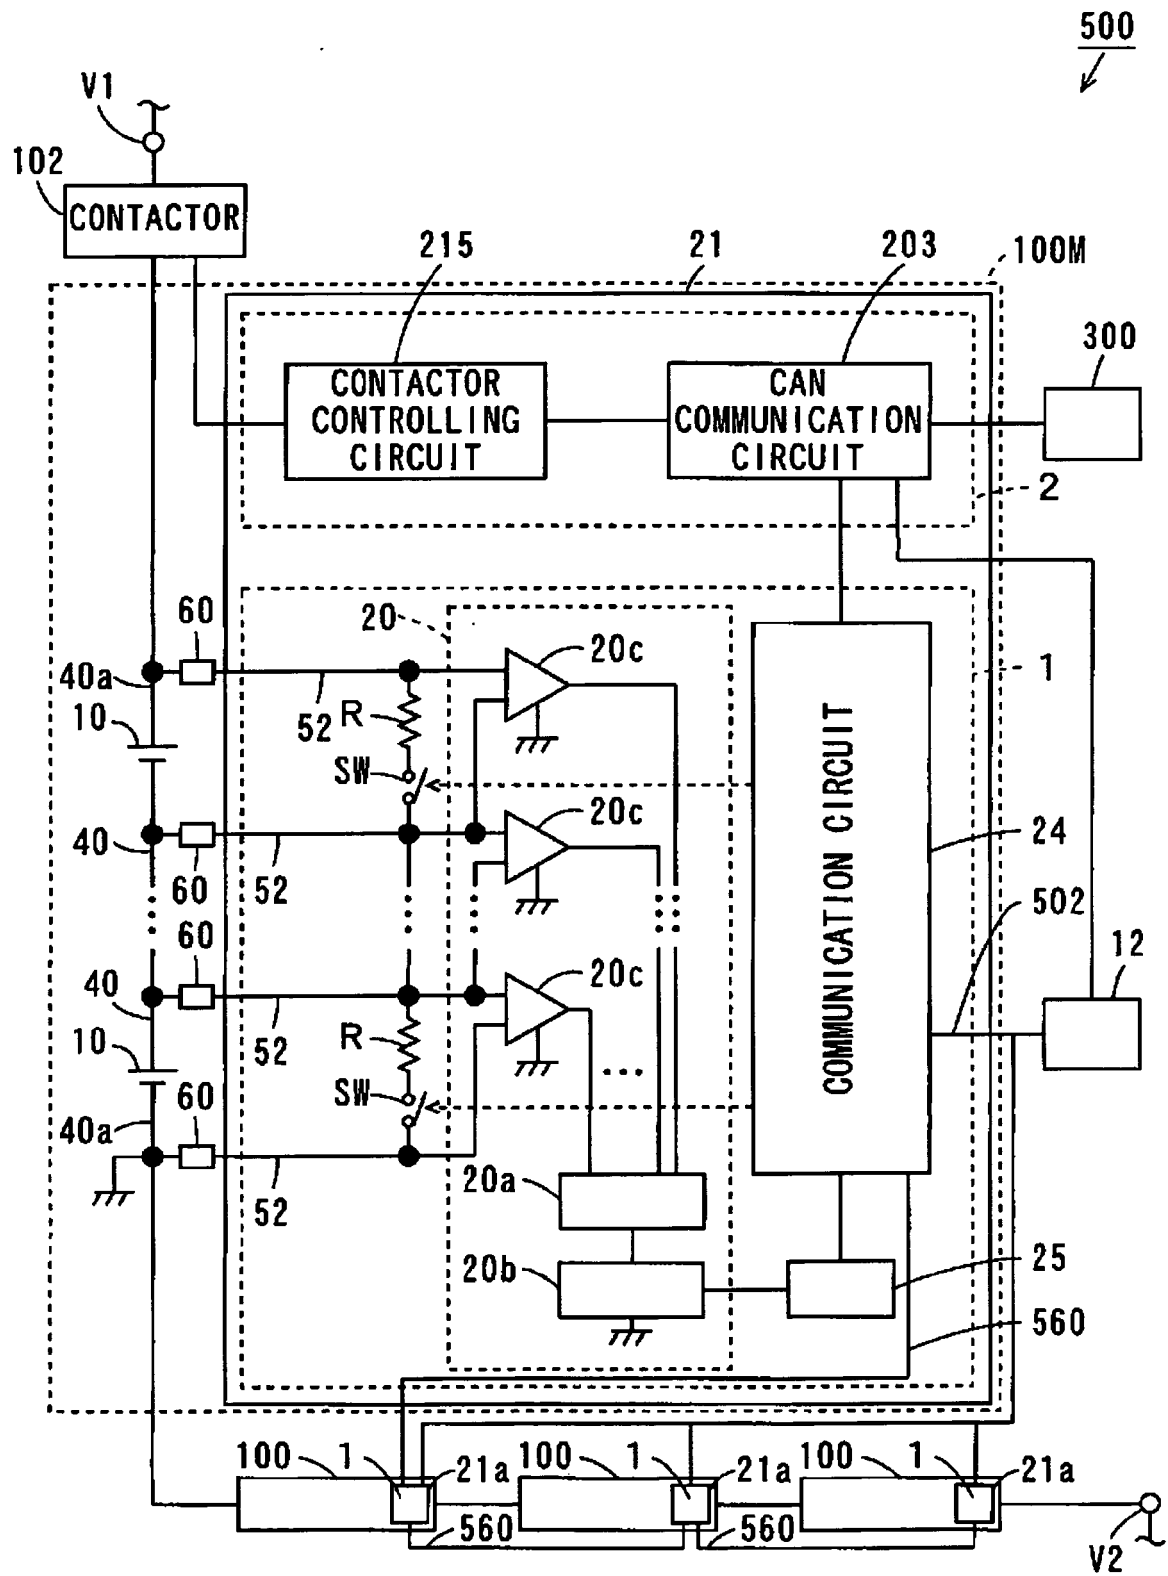 500
V1
102
CONTACTOR
215
21
203
100M
CONTACTOR
CONTROLLING
CIRCUIT
CAN
COMMUNICATION
CIRCUIT
300
2
60
20
20c
1
40a
52
R
10
SW
COMMUNICATION CIRCUIT
20c
40
24
60
52
502
60
20c
12
40
52
R
10
SW
60
40a
52
20a
20b
25
560
100
1
21a
100
1
21a
100
1
21a
560
560
V2